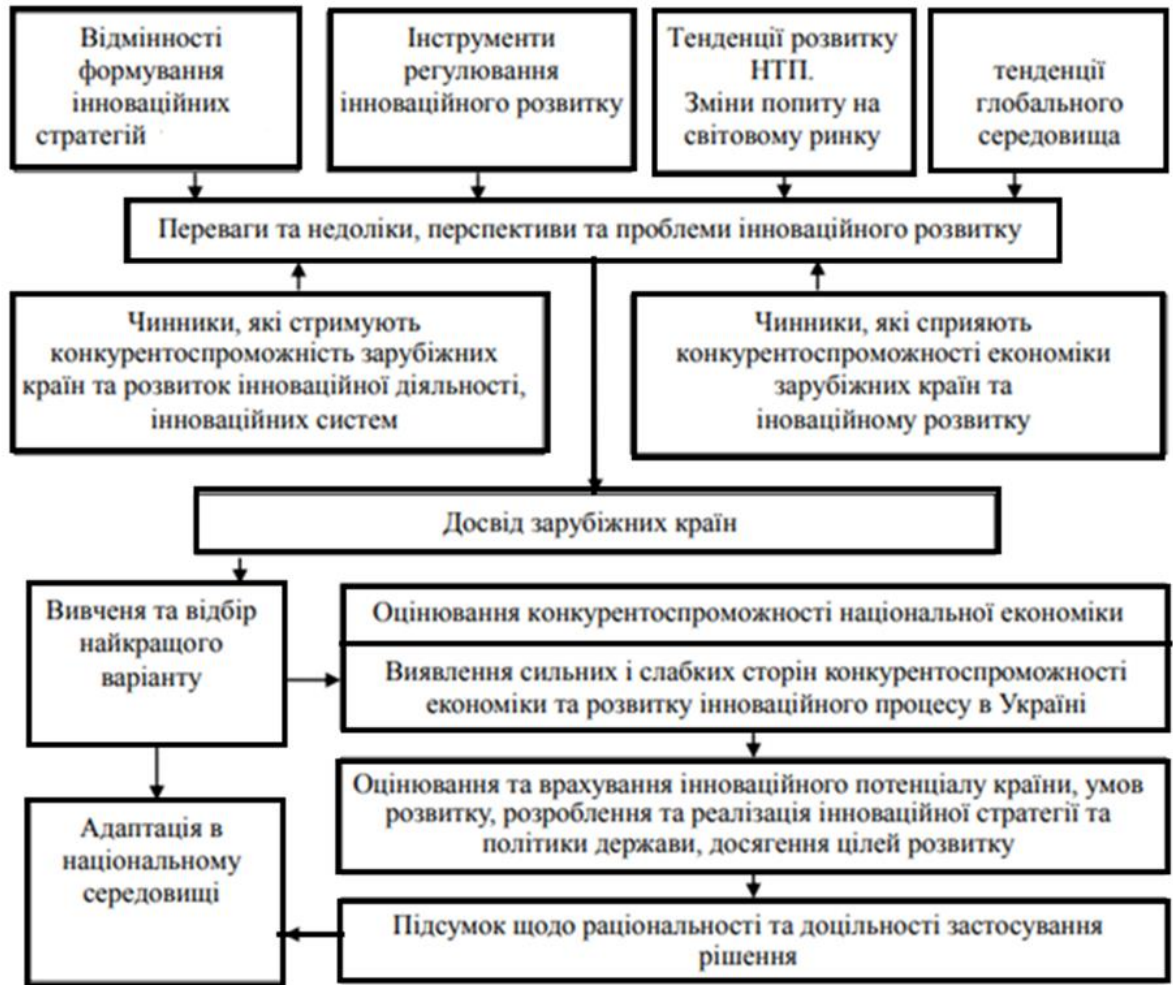 Відмінності
формування
інноваційних
стратегій
Інструменти
регулювання
інноваційного розвитку
Тенденції розвитку
НТП.
Зміни попиту на
світовому ринку
тенденції
глобального
середовища
Переваги та недоліки, перспективи та проблеми інноваційного розвитку
Чинники, які стримують
конкурентоспроможність зарубіжних
країн та розвиток інноваційної діяльності,
інноваційних систем
Чинники, які сприяють
конкурентоспроможності економіки
зарубіжних країн та
іноваційному розвитку
Досвід зарубіжних країн
Вивченя та відбір
найкращого
варіанту
Оцінювання конкурентоспроможності національної економіки
Виявлення сильних і слабких сторін конкурентоспроможності
економіки та розвитку інноваційного процесу в Україні
Оцінювання та врахування інноваційного потенціалу країни, умов
розвитку, розроблення та реалізація інноваційної стратегії та
політики держави, досягення цілей розвитку
Адаптація в
національному
середовищі
Підсумок щодо раціональності та доцільності застосування
рішення